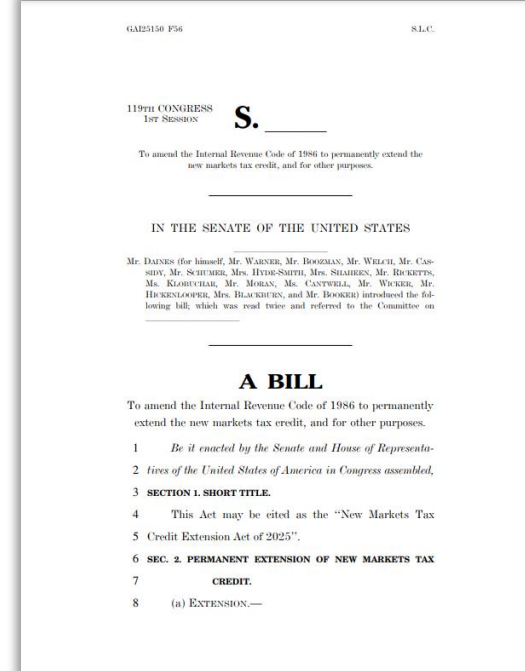 GAI25150 F56 S.L.C.
119TH CONGRESS
1ST SESSION
S.
To amend the Internal Revenue Code of 1986 to permanently extend the
new markets tax credit, and for other purposes.
IN THE SENATE OF THE UNITED STATES
Mr. DAINES (for himself, Mr. WARNER, Mr. BOOZMAN, Mr. WELCH, Mr. CAS-
SIDY, Mr. SCHUMER, Mrs. HYDE-SMITH, Mrs. SHAHEEN, Mr. RICKETTS,
Ms. KLOBUCHAR, Mr. MORAN, Ms. CANTWELL, Mr. WICKER, Mr.
HICKENLOOPER, Mrs. BLACKBURN, and Mr. BOOKER) introduced the fol-
lowing bill; which was read twice and referred to the Committee on
A BILL
To amend the Internal Revenue Code of 1986 to permanently
extend the new markets tax credit, and for other purposes.
1 Be it enacted by the Senate and House of Representa-
2 tives of the United States of America in Congress assembled,
3 SECTION 1. SHORT TITLE.
4 This Act may be cited as the “New Markets Tax
5 Credit Extension Act of 2025”.
6 SEC. 2. PERMANENT EXTENSION OF NEW MARKETS TAX
7 CREDIT.
8 (a) EXTENSION.—